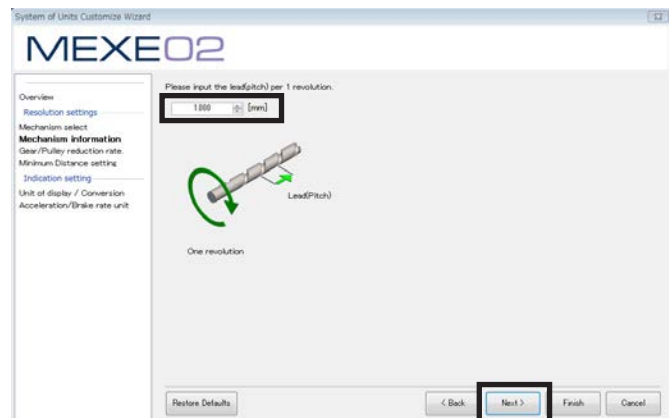 System of Units Customize Wizard
MEXE02
Overview
Resolution settings
Mechanism select
Mechanism information
Gear/Pulley reduction rate.
Minimum Distance setting
Indication setting
Unit of display / Conversion
Acceleration/Brake rate unit
Please input the lead(pitch) per 1 revolution.
1.000 [mm]
Lead(Pitch)
One revolution
Restore Defaults
< Back
Next >
Finish
Cancel